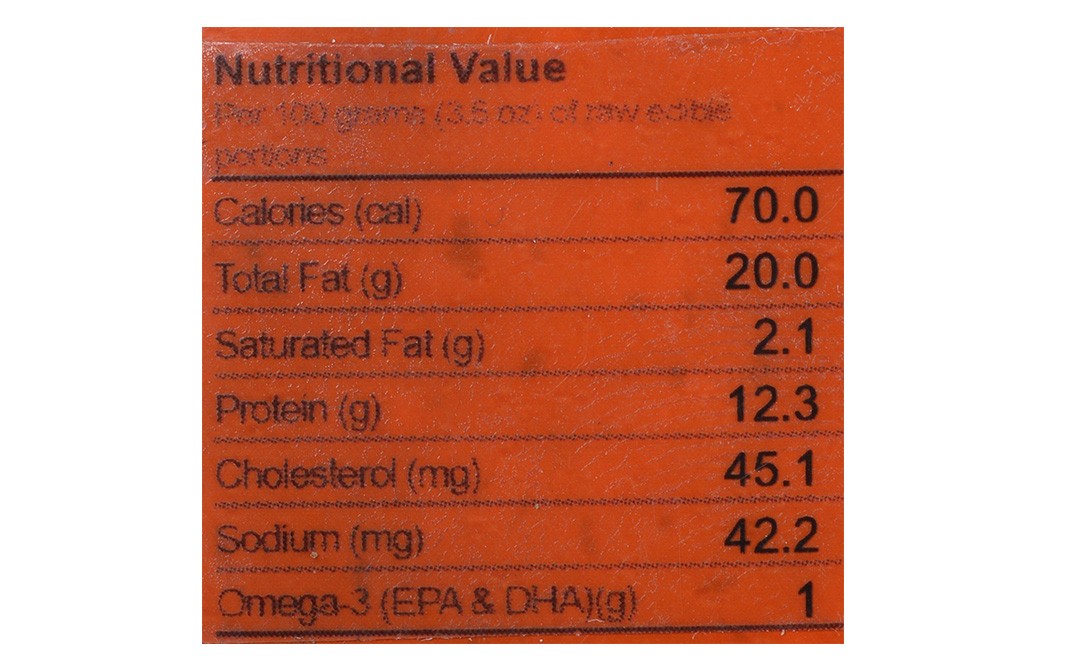 Nutritional Value
Per 100 grams (3.5 oz) of raw edible
portions
Calories (cal) 70.0
Total Fat (g) 20.0
Saturated Fat (g) 2.1
Protein (g) 12.3
Cholesterol (mg) 45.1
Sodium (mg) 42.2
Omega-3 (EPA & DHA)(g) 1